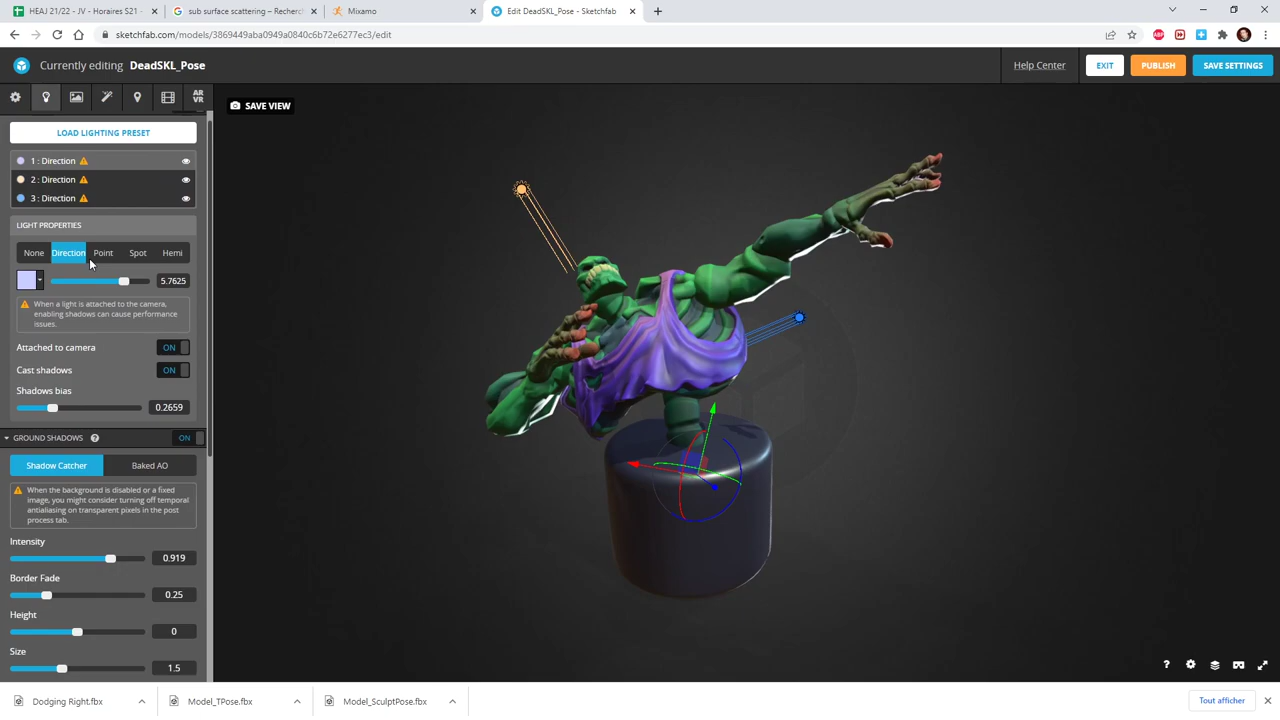 HEAJ 21/22 - JV - Horaires S21 -
sub surface scattering – Recherch
Mixamo
Edit DeadSKL_Pose - Sketchfab
sketchfab.com/models/3869449aba0949a0840c6b72e6277ec3/edit
Currently editing DeadSKL_Pose
Help Center
EXIT
PUBLISH
SAVE SETTINGS
AR
VR
SAVE VIEW
LOAD LIGHTING PRESET
1 : Direction
2 : Direction
3 : Direction
LIGHT PROPERTIES
None Direction Point Spot Hemi
5.7625
When a light is attached to the camera,
enabling shadows can cause performance
issues.
Attached to camera ON
Cast shadows ON
Shadows bias
0.2659
GROUND SHADOWS ? ON
Shadow Catcher Baked AO
When the background is disabled or a fixed
image, you might consider turning off temporal
antialiasing on transparent pixels in the post
process tab.
Intensity
0.919
Border Fade
0.25
Height
0
Size
1.5
?
Dodging Right.fbx
Model_TPose.fbx
Model_SculptPose.fbx
Tout afficher